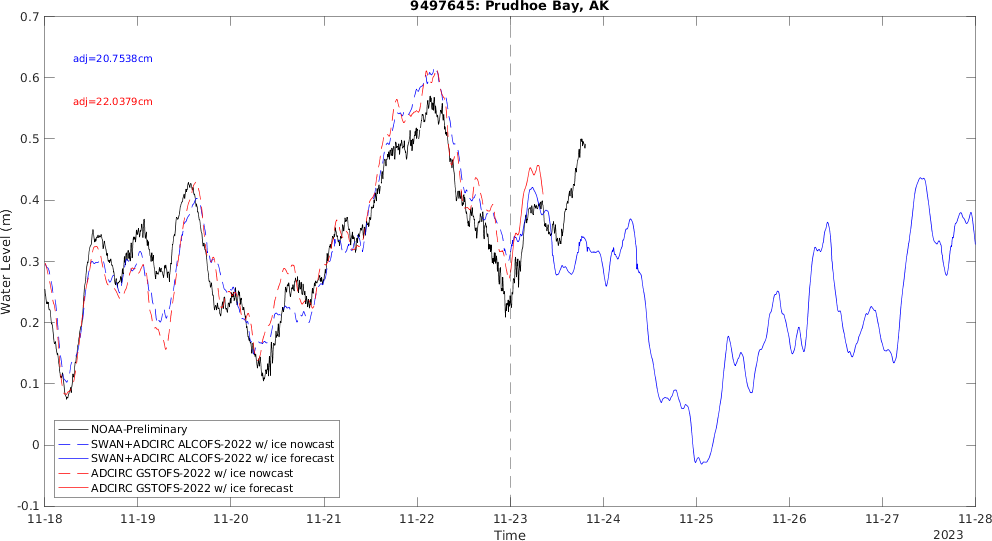 9497645: Prudhoe Bay, AK
adj=20.7538cm
adj=22.0379cm
Water Level (m)
0.7
0.6
0.5
0.4
0.3
0.2
0.1
0
-0.1
NOAA-Preliminary
SWAN+ADCIRC ALCOFS-2022 w/ ice nowcast
SWAN+ADCIRC ALCOFS-2022 w/ ice forecast
ADCIRC GSTOFS-2022 w/ ice nowcast
ADCIRC GSTOFS-2022 w/ ice forecast
11-18 11-19 11-20 11-21 11-22 11-23 11-24 11-25 11-26 11-27 11-28
Time
2023